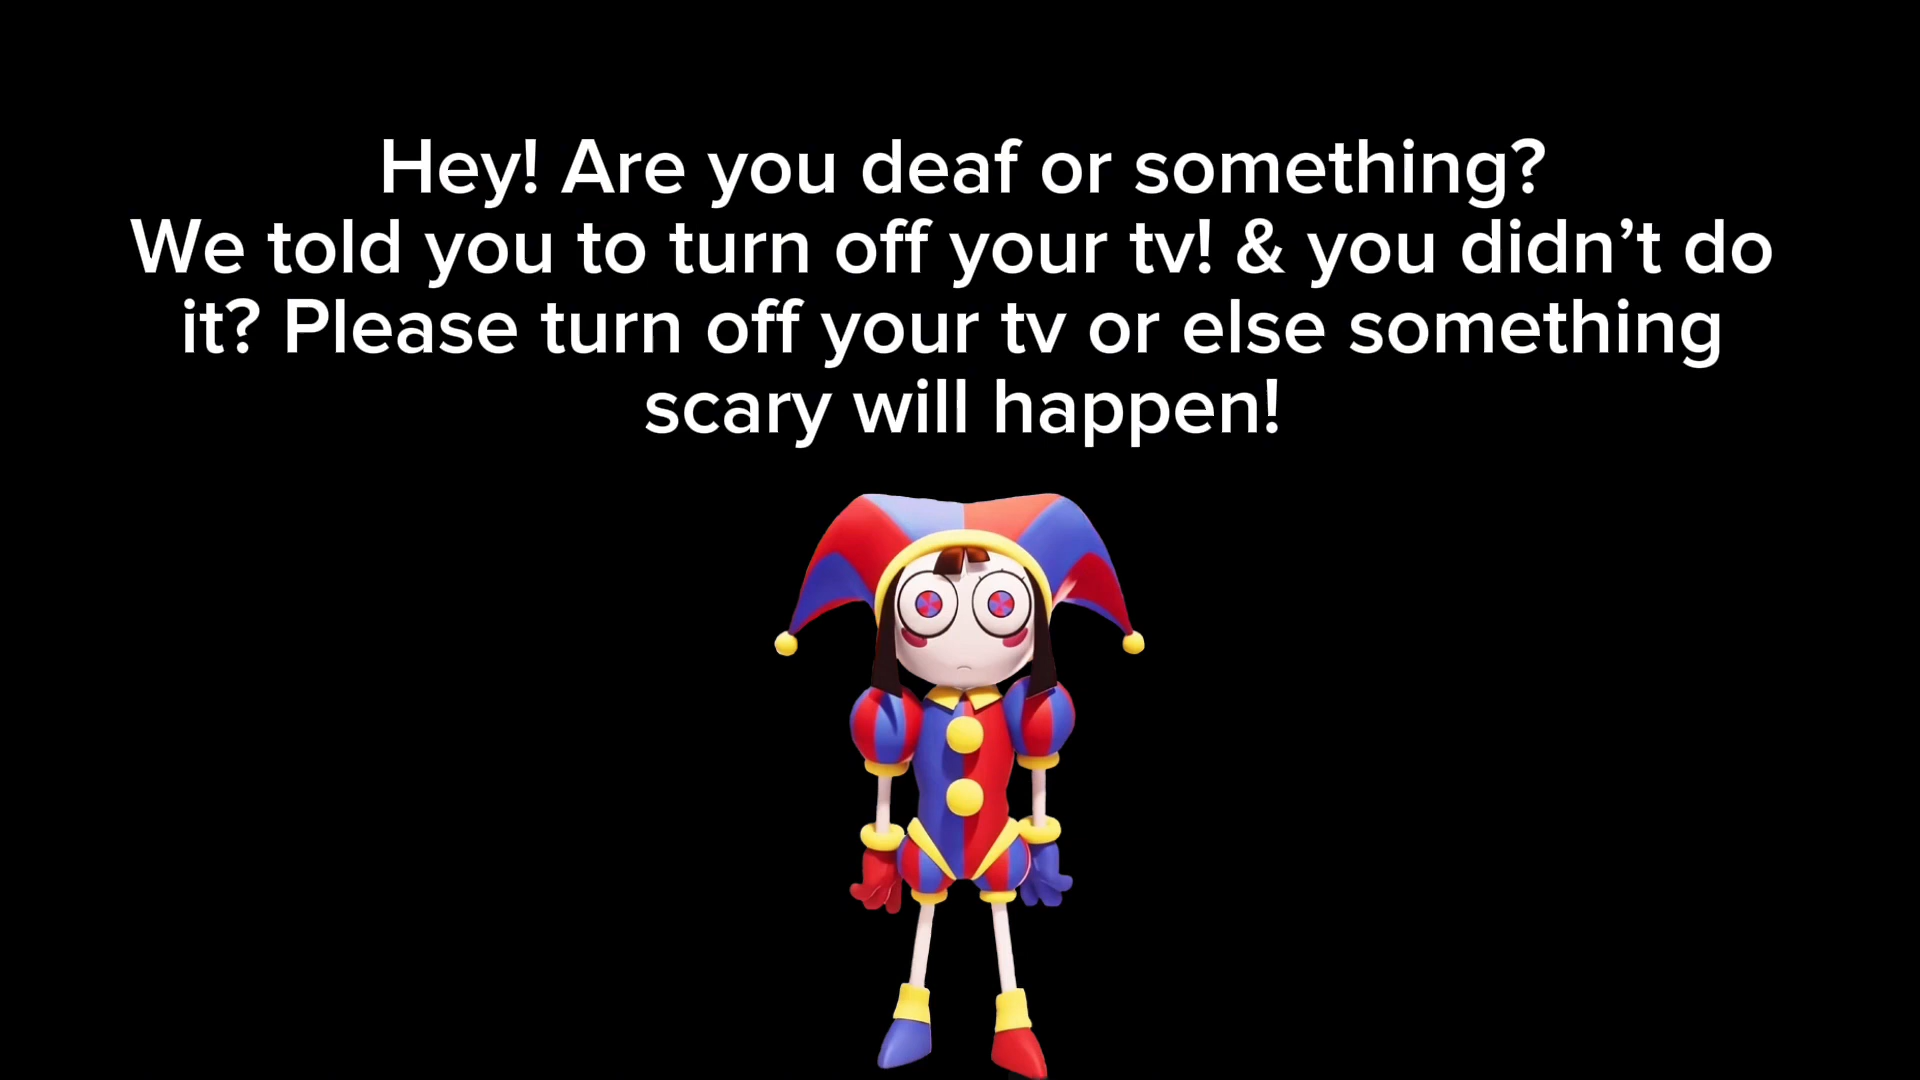 Hey! Are you deaf or something?
We told you to turn off your tv! & you didn’t do
it? Please turn off your tv or else something
scary will happen!